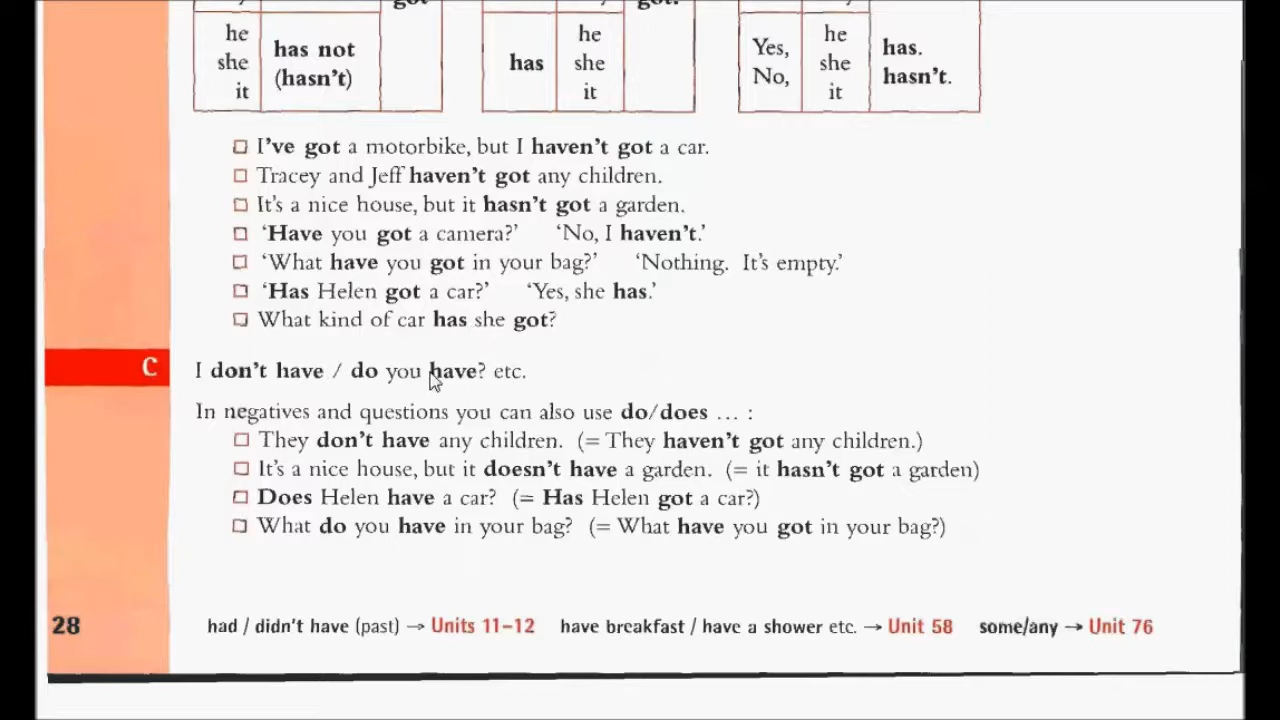 got got.
he he he
she has not has she Yes, she has.
it (hasn't) it No, it hasn't.
□ I've got a motorbike, but I haven't got a car.
□ Tracey and Jeff haven't got any children.
□ It's a nice house, but it hasn't got a garden.
□ ‘Have you got a camera?’ ‘No, I haven't.’
□ ‘What have you got in your bag?’ ‘Nothing. It's empty.’
□ ‘Has Helen got a car?’ ‘Yes, she has.’
□ What kind of car has she got?
C I don't have / do you have? etc.
In negatives and questions you can also use do/does ... :
□ They don't have any children. (= They haven't got any children.)
□ It's a nice house, but it doesn't have a garden. (= it hasn't got a garden)
□ Does Helen have a car? (= Has Helen got a car?)
□ What do you have in your bag? (= What have you got in your bag?)
28 had / didn't have (past) → Units 11–12 have breakfast / have a shower etc. → Unit 58 some/any → Unit 76